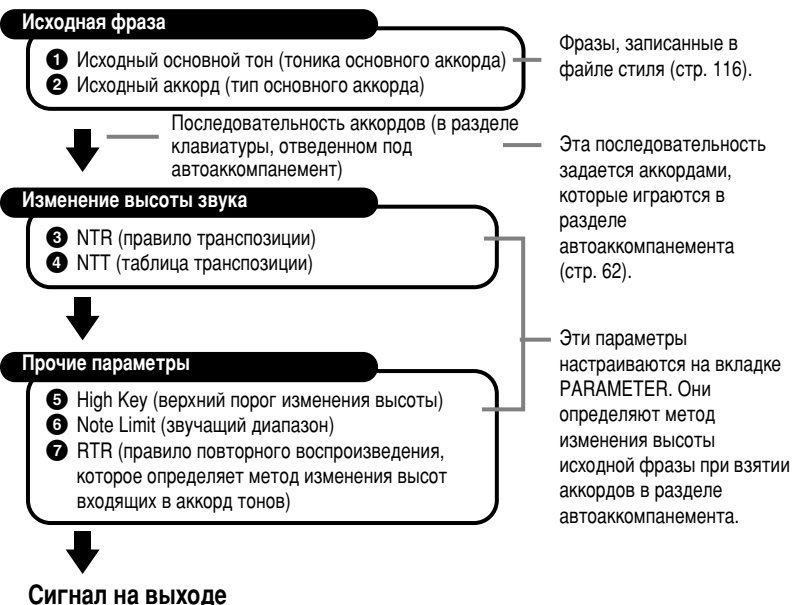 Исходная фраза
❶ Исходный основной тон (тоника основного аккорда)
❷ Исходный аккорд (тип основного аккорда)
Фразы, записанные в
файле стиля (стр. 116).
Последовательность аккордов (в разделе
клавиатуры, отведенном под
автоаккомпанемент)
Эта последовательность
задается аккордами,
которые играются в
разделе
автоаккомпанемента
(стр. 62).
Изменение высоты звука
❸ NTR (правило транспозиции)
❹ NTT (таблица транспозиции)
Эти параметры
настраиваются на вкладке
PARAMETER. Они
определяют метод
изменения высоты
исходной фразы при взятии
аккордов в разделе
автоаккомпанемента.
Прочие параметры
❺ High Key (верхний порог изменения высоты)
❻ Note Limit (звучащий диапазон)
❼ RTR (правило повторного воспроизведения,
которое определяет метод изменения высот
входящих в аккорд тонов)
Сигнал на выходе